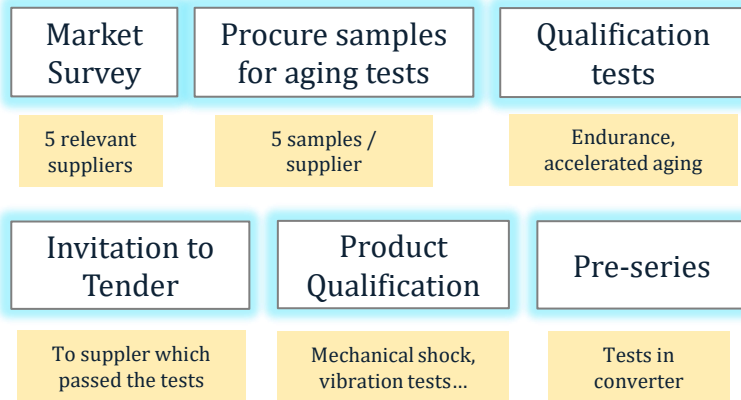 Market
Survey
Procure samples
for aging tests
Qualification
tests
5 relevant
suppliers
5 samples /
supplier
Endurance,
accelerated aging
Invitation to
Tender
Product
Qualification
Pre-series
To suppler which
passed the tests
Mechanical shock,
vibration tests…
Tests in
converter